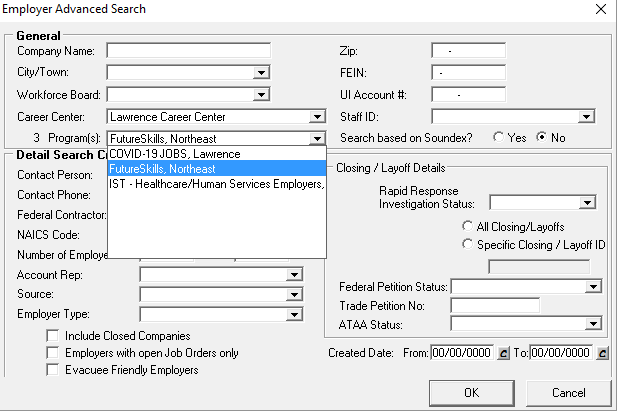 Employer Advanced Search
General
Company Name:
Zip: -
City/Town:
FEIN: -
Workforce Board:
UI Account #: -
Career Center: Lawrence Career Center
Staff ID:
3 Program(s): FutureSkills, Northeast
Search based on Soundex? Yes No
COVID-19 JOBS, Lawrence
FutureSkills, Northeast
IST - Healthcare/Human Services Employers,
Detail Search C
Contact Person:
Contact Phone:
Federal Contractor:
NAICS Code:
Number of Employe
Account Rep:
Source:
Employer Type:
Include Closed Companies
Employers with open Job Orders only
Evacuee Friendly Employers
Closing / Layoff Details
Rapid Response
Investigation Status:
All Closing/Layoffs
Specific Closing / Layoff ID
Federal Petition Status:
Trade Petition No:
ATAA Status:
Created Date: From: 00/00/0000 c To: 00/00/0000 c
OK
Cancel